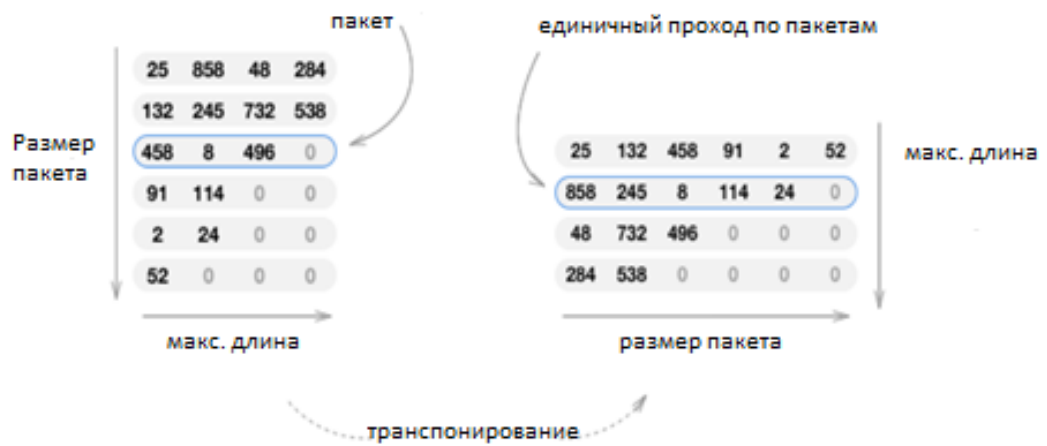 пакет
единичный проход по пакетам
25 858 48 284
132 245 732 538
Размер
пакета
458 8 496 0
91 114 0 0
2 24 0 0
52 0 0 0
макс. длина
25 132 458 91 2 52
макс. длина
858 245 8 114 24 0
48 732 496 0 0 0
284 538 0 0 0 0
размер пакета
транспонирование